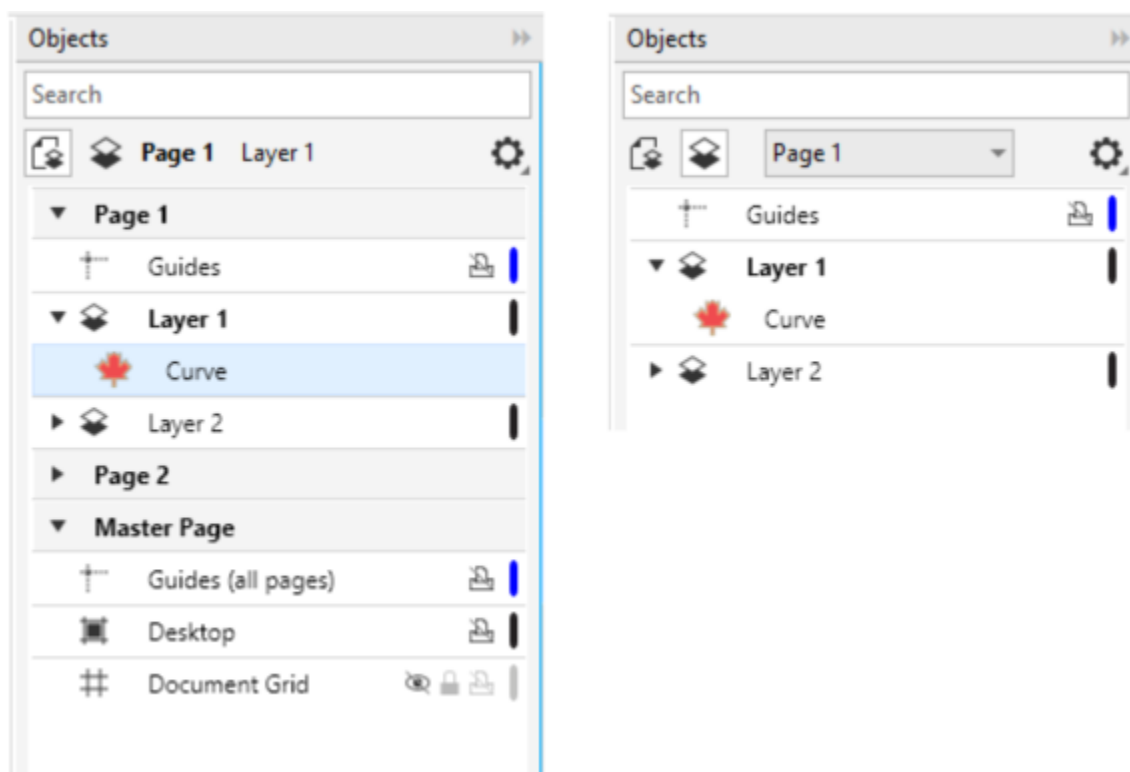 Objects
Search
Page 1 Layer 1
Page 1
Guides
Layer 1
Curve
Layer 2
Page 2
Master Page
Guides (all pages)
Desktop
Document Grid
Objects
Search
Page 1
Guides
Layer 1
Curve
Layer 2